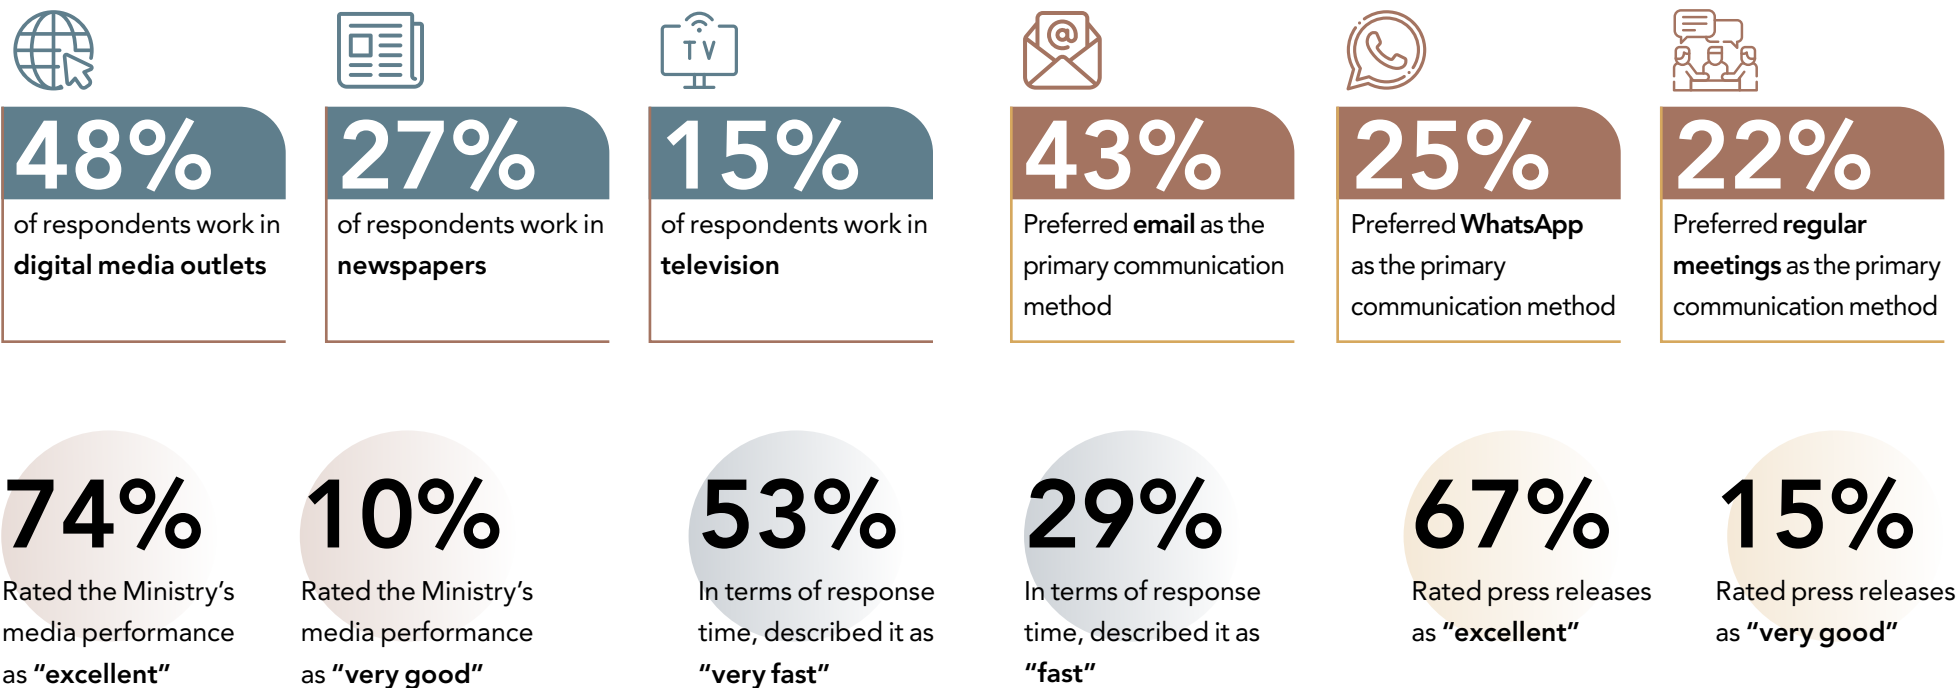 TV
@
48%
of respondents work in
digital media outlets
27%
of respondents work in
newspapers
15%
of respondents work in
television
43%
Preferred email as the
primary communication
method
25%
Preferred WhatsApp
as the primary
communication method
22%
Preferred regular
meetings as the primary
communication method
74%
Rated the Ministry’s
media performance
as “excellent”
10%
Rated the Ministry’s
media performance
as “very good”
53%
In terms of response
time, described it as
“very fast”
29%
In terms of response
time, described it as
“fast”
67%
Rated press releases
as “excellent”
15%
Rated press releases
as “very good”